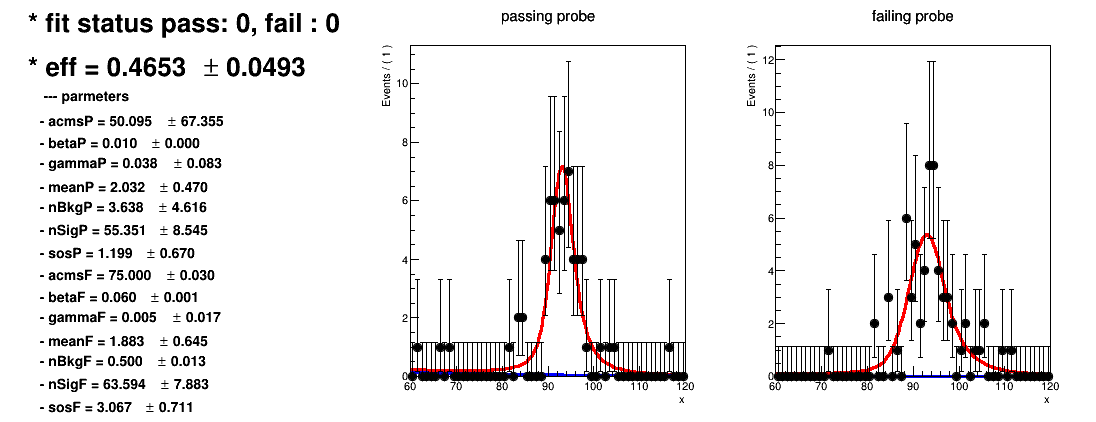 * fit status pass: 0, fail : 0
* eff = 0.4653 ± 0.0493
--- parmeters
- acmsP = 50.095 ± 67.355
- betaP = 0.010 ± 0.000
- gammaP = 0.038 ± 0.083
- meanP = 2.032 ± 0.470
- nBkgP = 3.638 ± 4.616
- nSigP = 55.351 ± 8.545
- sosP = 1.199 ± 0.670
- acmsF = 75.000 ± 0.030
- betaF = 0.060 ± 0.001
- gammaF = 0.005 ± 0.017
- meanF = 1.883 ± 0.645
- nBkgF = 0.500 ± 0.013
- nSigF = 63.594 ± 7.883
- sosF = 3.067 ± 0.711
passing probe
Events / ( 1 )
10
8
6
4
2
0
60 70 80 90 100 110 120
x
failing probe
Events / ( 1 )
12
10
8
6
4
2
0
60 70 80 90 100 110 120
x